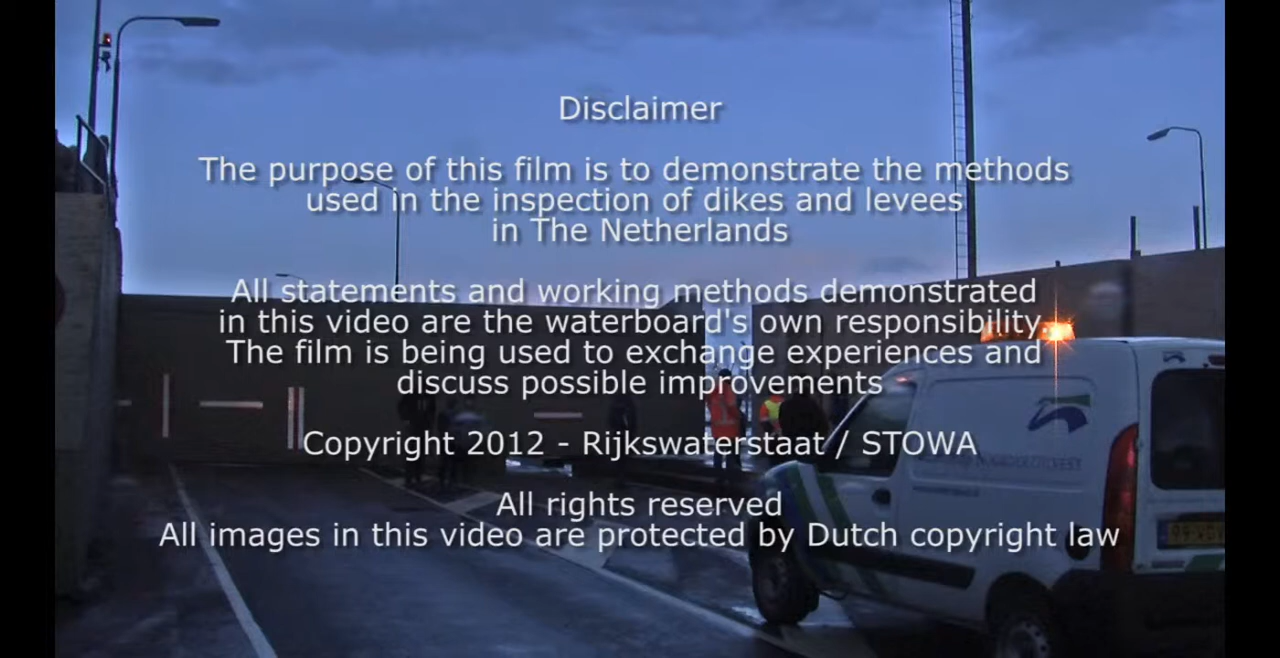 Disclaimer
The purpose of this film is to demonstrate the methods
used in the inspection of dikes and levees
in The Netherlands
All statements and working methods demonstrated
in this video are the waterboard's own responsibility.
The film is being used to exchange experiences and
discuss possible improvements
Copyright 2012 - Rijkswaterstaat / STOWA
All rights reserved
All images in this video are protected by Dutch copyright law